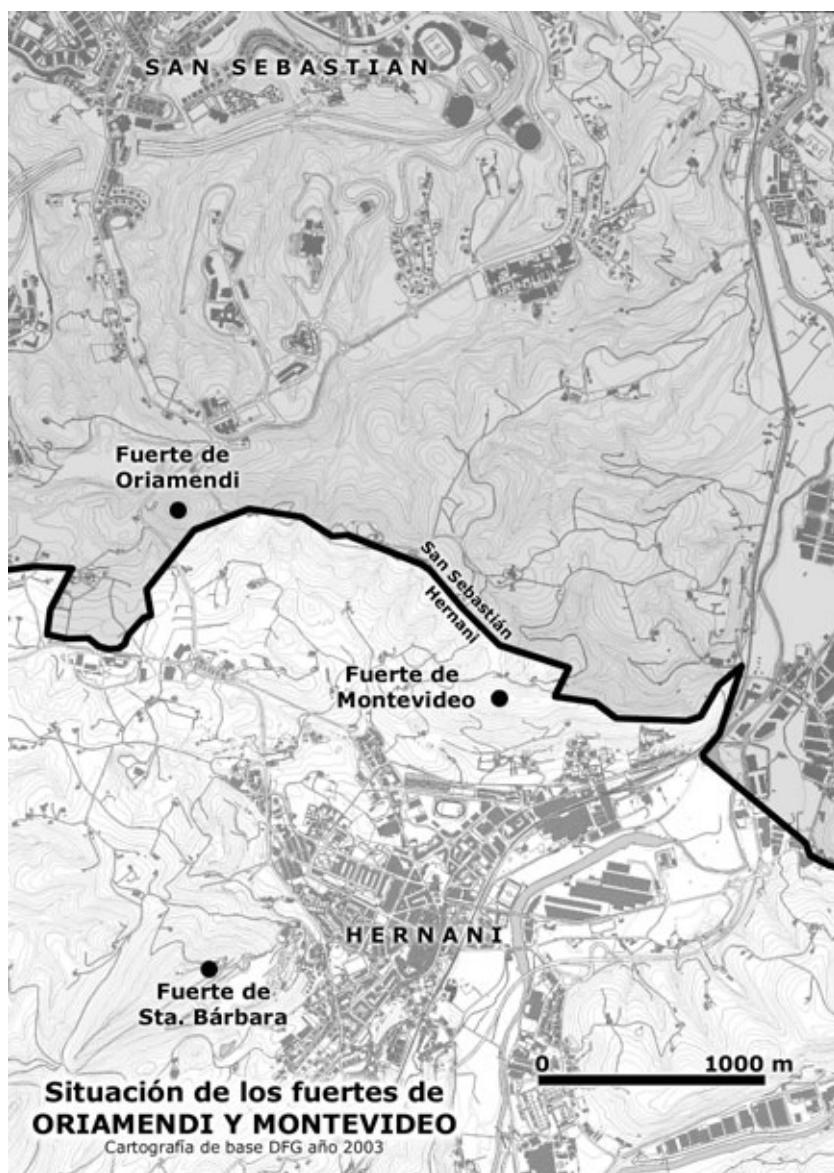 SAN SEBASTIAN
Fuerte de
Oriamendi
San Sebastián
Hernani
Fuerte de
Montevideo
HERNANI
Fuerte de
Sta. Bárbara
0 1000 m
Situación de los fuertes de
ORIAMENDI Y MONTEVIDEO
Cartografía de base DFG año 2003